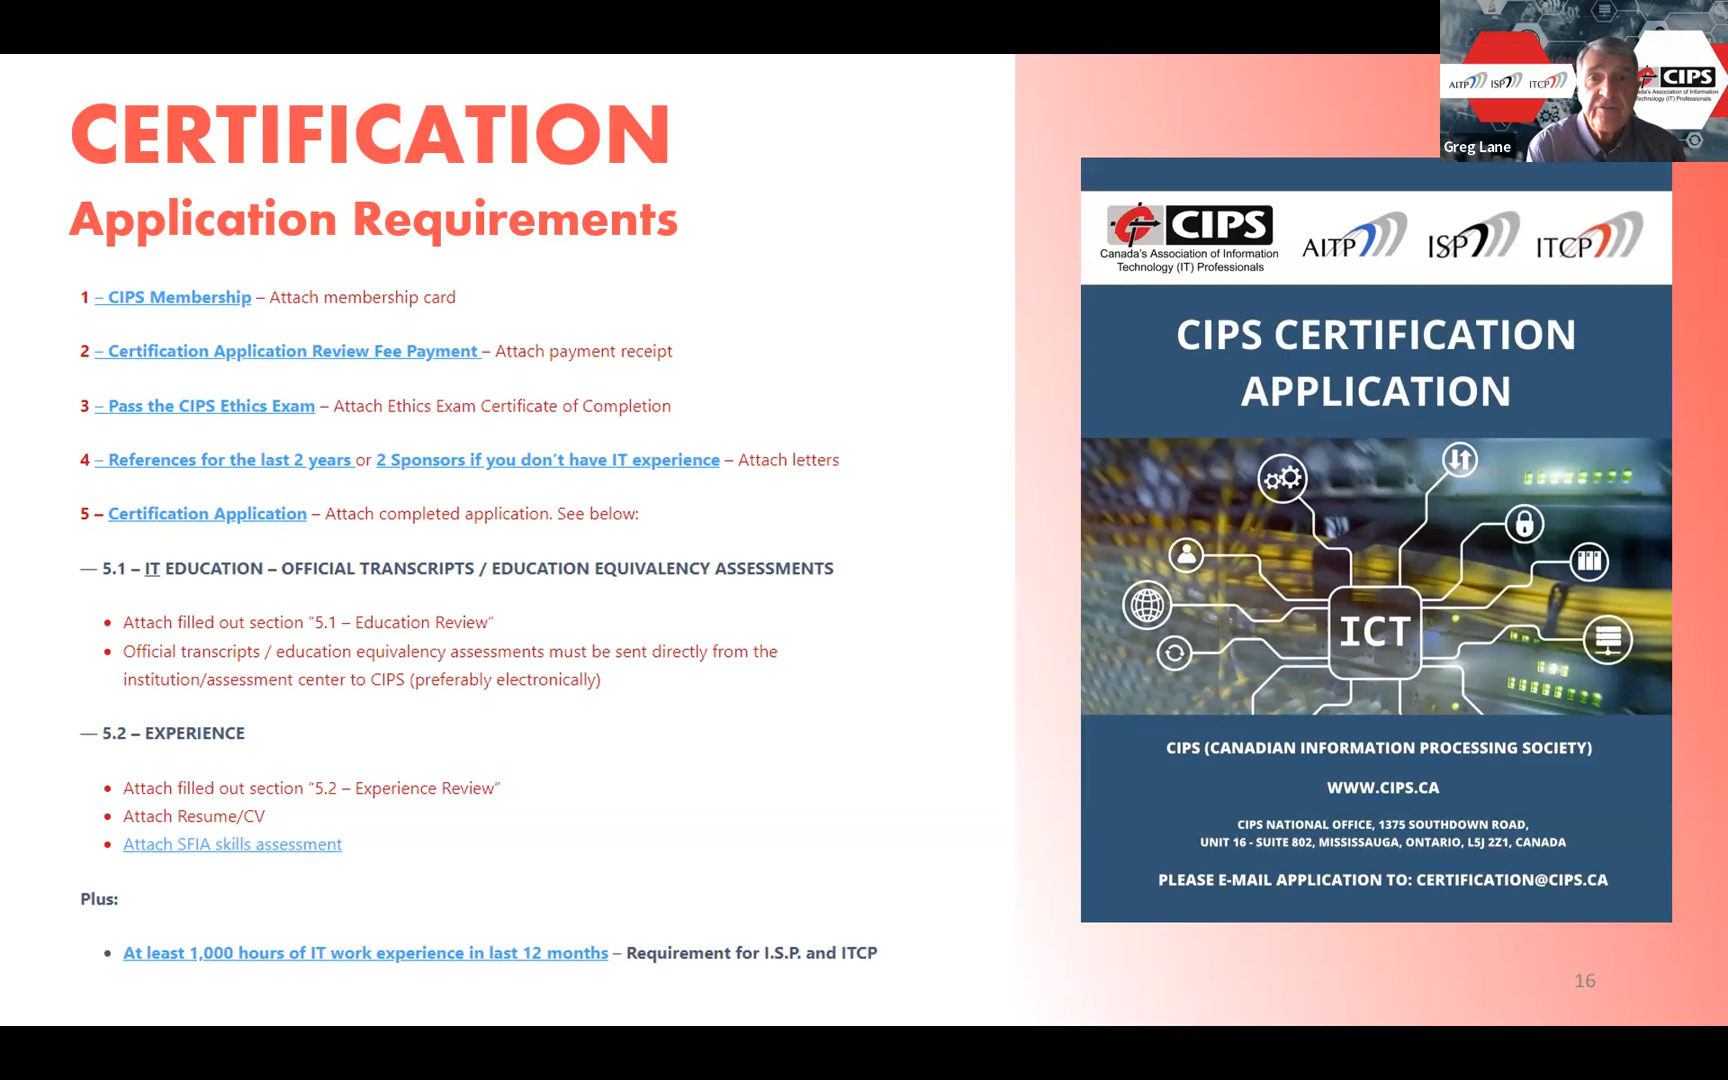 CERTIFICATION
Application Requirements
1 – CIPS Membership – Attach membership card
2 – Certification Application Review Fee Payment – Attach payment receipt
3 – Pass the CIPS Ethics Exam – Attach Ethics Exam Certificate of Completion
4 – References for the last 2 years or 2 Sponsors if you don't have IT experience – Attach letters
5 – Certification Application – Attach completed application. See below:
— 5.1 – IT EDUCATION – OFFICIAL TRANSCRIPTS / EDUCATION EQUIVALENCY ASSESSMENTS
• Attach filled out section "5.1 – Education Review"
• Official transcripts / education equivalency assessments must be sent directly from the
institution/assessment center to CIPS (preferably electronically)
— 5.2 – EXPERIENCE
• Attach filled out section "5.2 – Experience Review"
• Attach Resume/CV
• Attach SFIA skills assessment
Plus:
• At least 1,000 hours of IT work experience in last 12 months – Requirement for I.S.P. and ITCP
AITP ISP ITCP
CIPS
Technology (IT) Professionals
Greg Lane
CIPS AITP ISP ITCP
Canada's Association of Information
Technology (IT) Professionals
CIPS CERTIFICATION
APPLICATION
ICT
CIPS (CANADIAN INFORMATION PROCESSING SOCIETY)
WWW.CIPS.CA
CIPS NATIONAL OFFICE, 1375 SOUTHDOWN ROAD,
UNIT 16 - SUITE 802, MISSISSAUGA, ONTARIO, L5J 2Z1, CANADA
PLEASE E-MAIL APPLICATION TO: CERTIFICATION@CIPS.CA
16